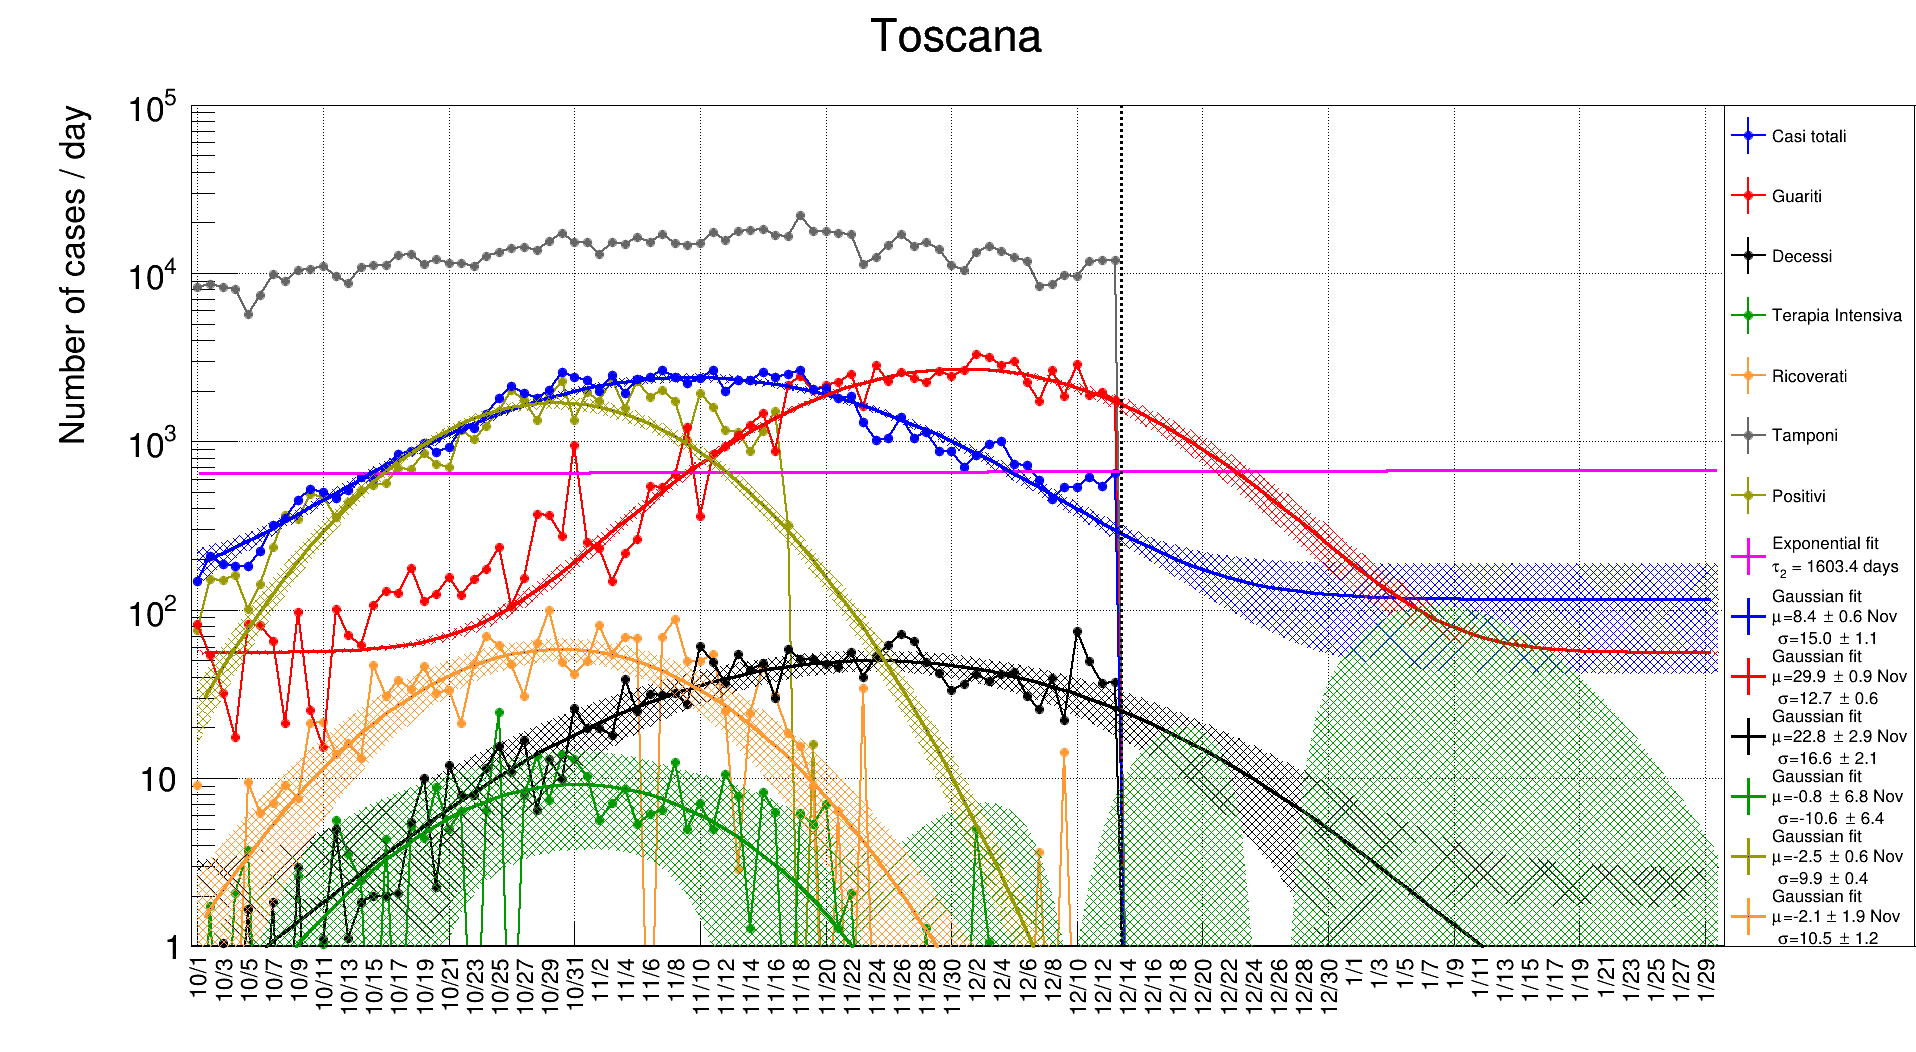 Toscana
Number of cases / day
10^5
10^4
10^3
10^2
10
1
10/1
10/3
10/5
10/7
10/9
10/11
10/13
10/15
10/17
10/19
10/21
10/23
10/25
10/27
10/29
10/31
11/2
11/4
11/6
11/8
11/10
11/12
11/14
11/16
11/18
11/20
11/22
11/24
11/26
11/28
11/30
12/2
12/4
12/6
12/8
12/10
12/12
12/14
12/16
12/18
12/20
12/22
12/24
12/26
12/28
12/30
1/1
1/3
1/5
1/7
1/9
1/11
1/13
1/15
1/17
1/19
1/21
1/23
1/25
1/27
1/29
Casi totali
Guariti
Decessi
Terapia Intensiva
Ricoverati
Tamponi
Positivi
Exponential fit
τ2 = 1603.4 days
Gaussian fit
μ=8.4 ± 0.6 Nov
σ=15.0 ± 1.1
Gaussian fit
μ=29.9 ± 0.9 Nov
σ=12.7 ± 0.6
Gaussian fit
μ=22.8 ± 2.9 Nov
σ=16.6 ± 2.1
Gaussian fit
μ=-0.8 ± 6.8 Nov
σ=-10.6 ± 6.4
Gaussian fit
μ=-2.5 ± 0.6 Nov
σ=9.9 ± 0.4
Gaussian fit
μ=-2.1 ± 1.9 Nov
σ=10.5 ± 1.2